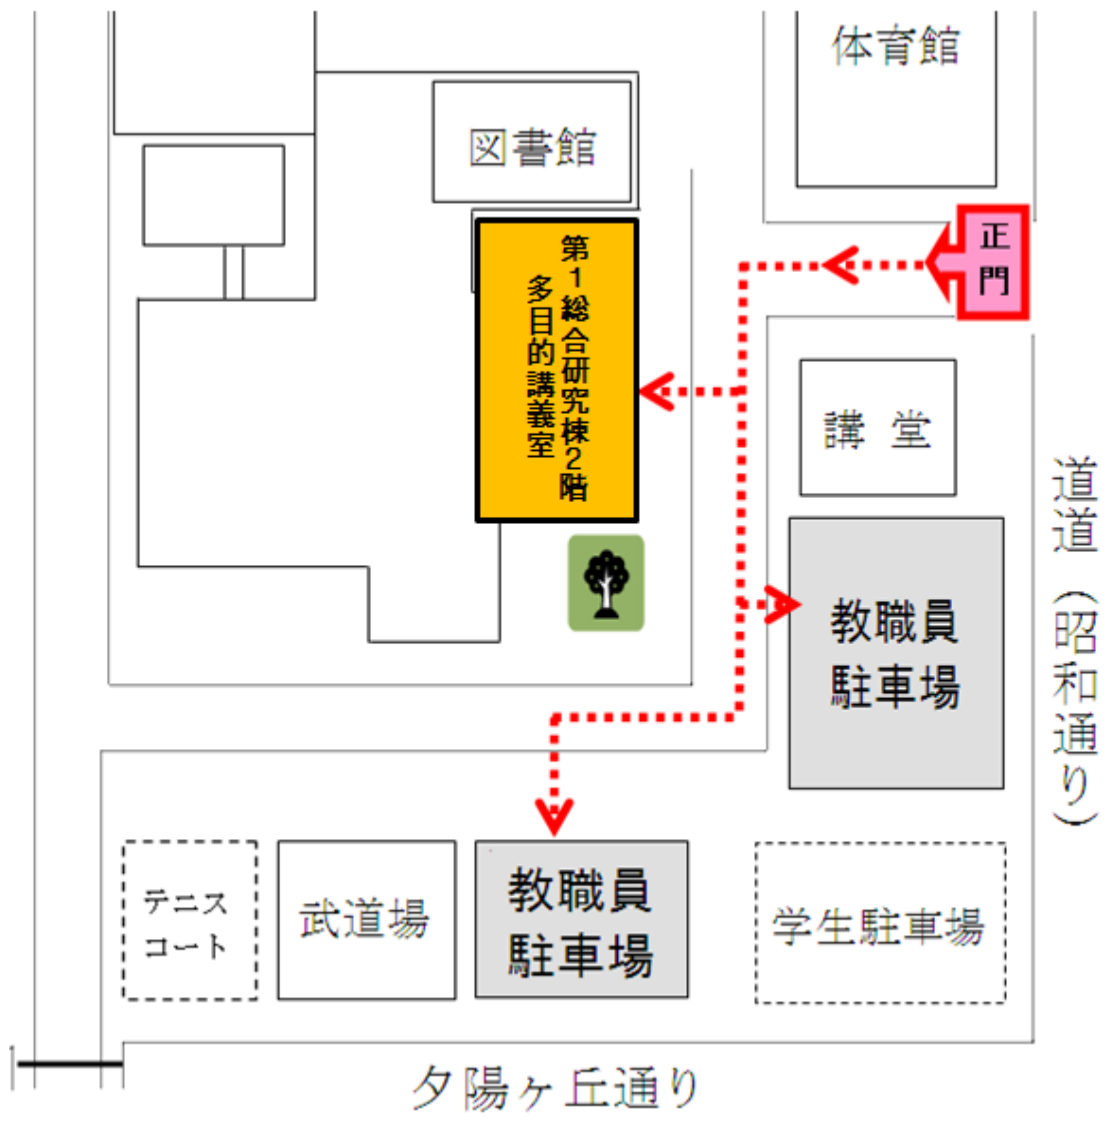 体育館
図書館
正門
第1総合研究棟2階
多目的講義室
講 堂
道道（昭和通り）
教職員
駐車場
テニス
コート
武道場
教職員
駐車場
学生駐車場
夕陽ヶ丘通り